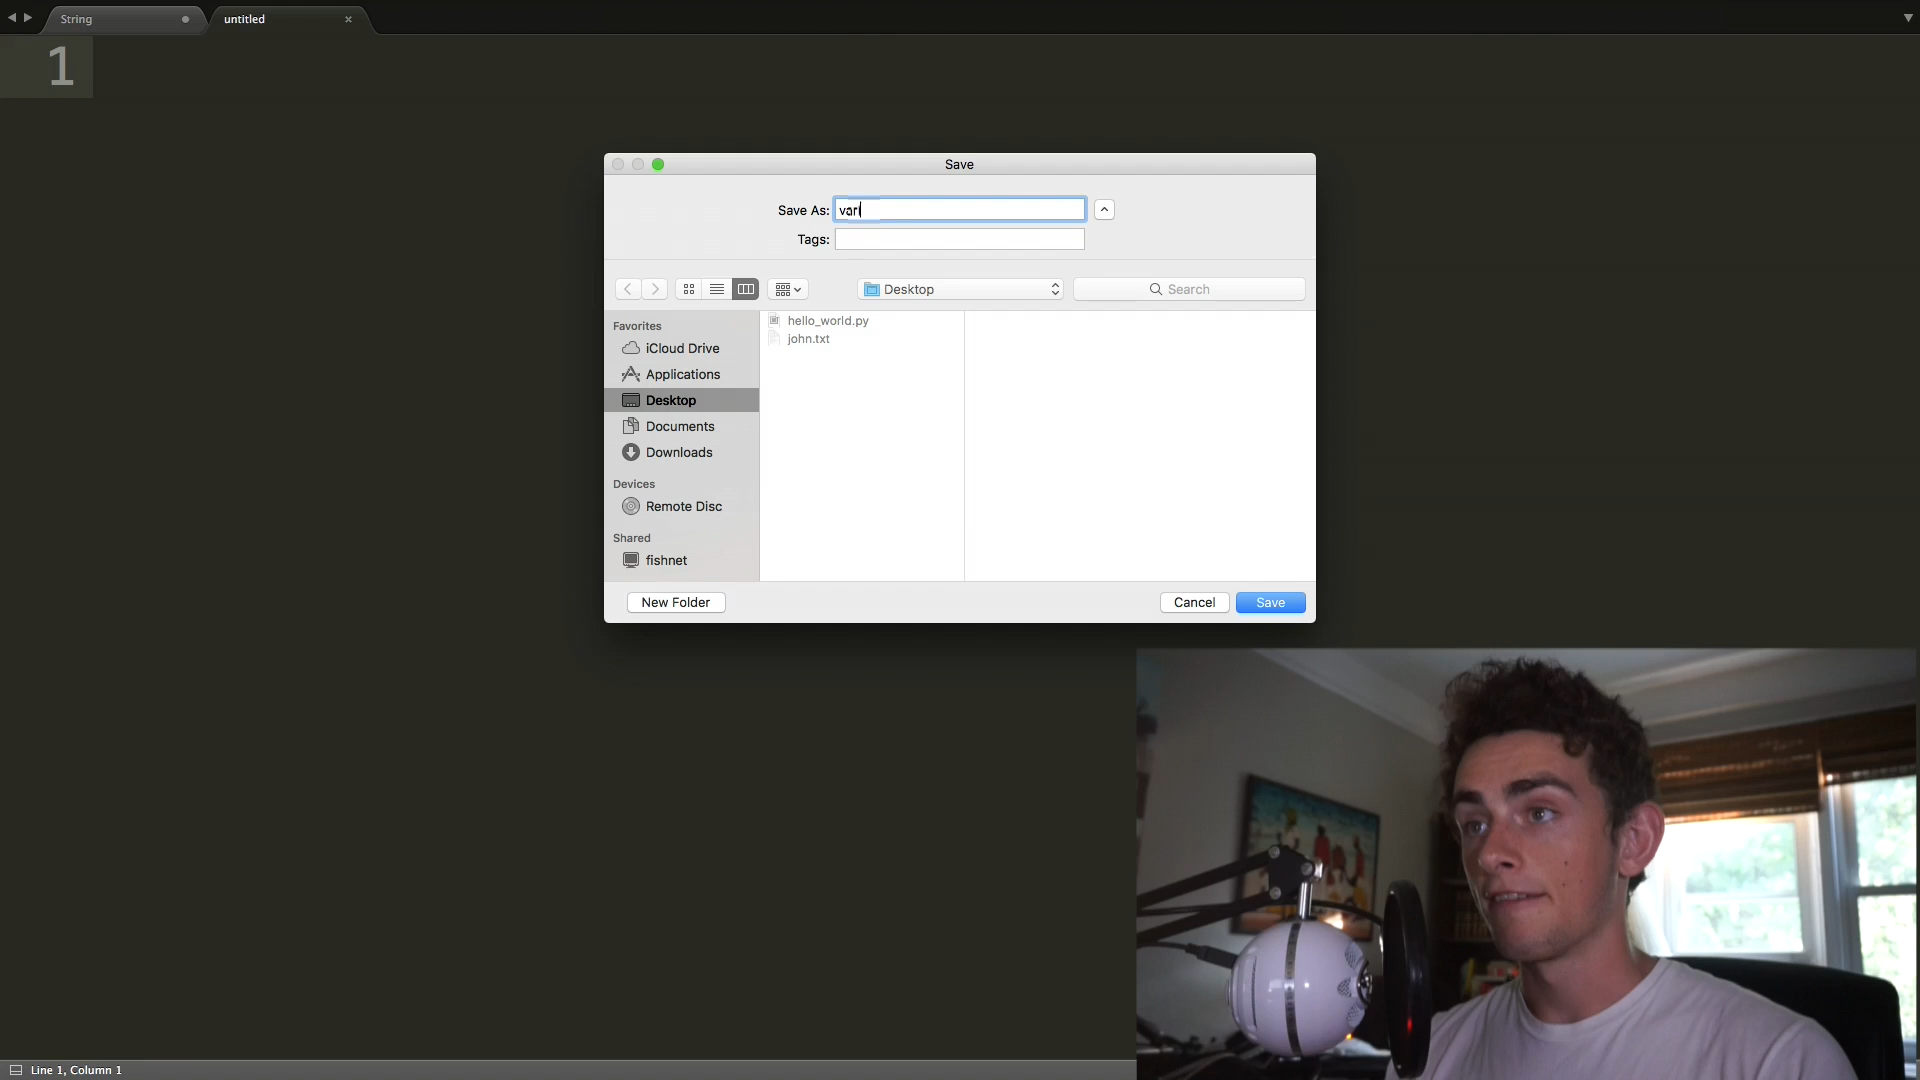 String
untitled
1
Save
Save As: vari
Tags:
Desktop
Search
Favorites
iCloud Drive
Applications
Desktop
Documents
Downloads
Devices
Remote Disc
Shared
fishnet
hello_world.py
john.txt
New Folder
Cancel
Save
Line 1, Column 1